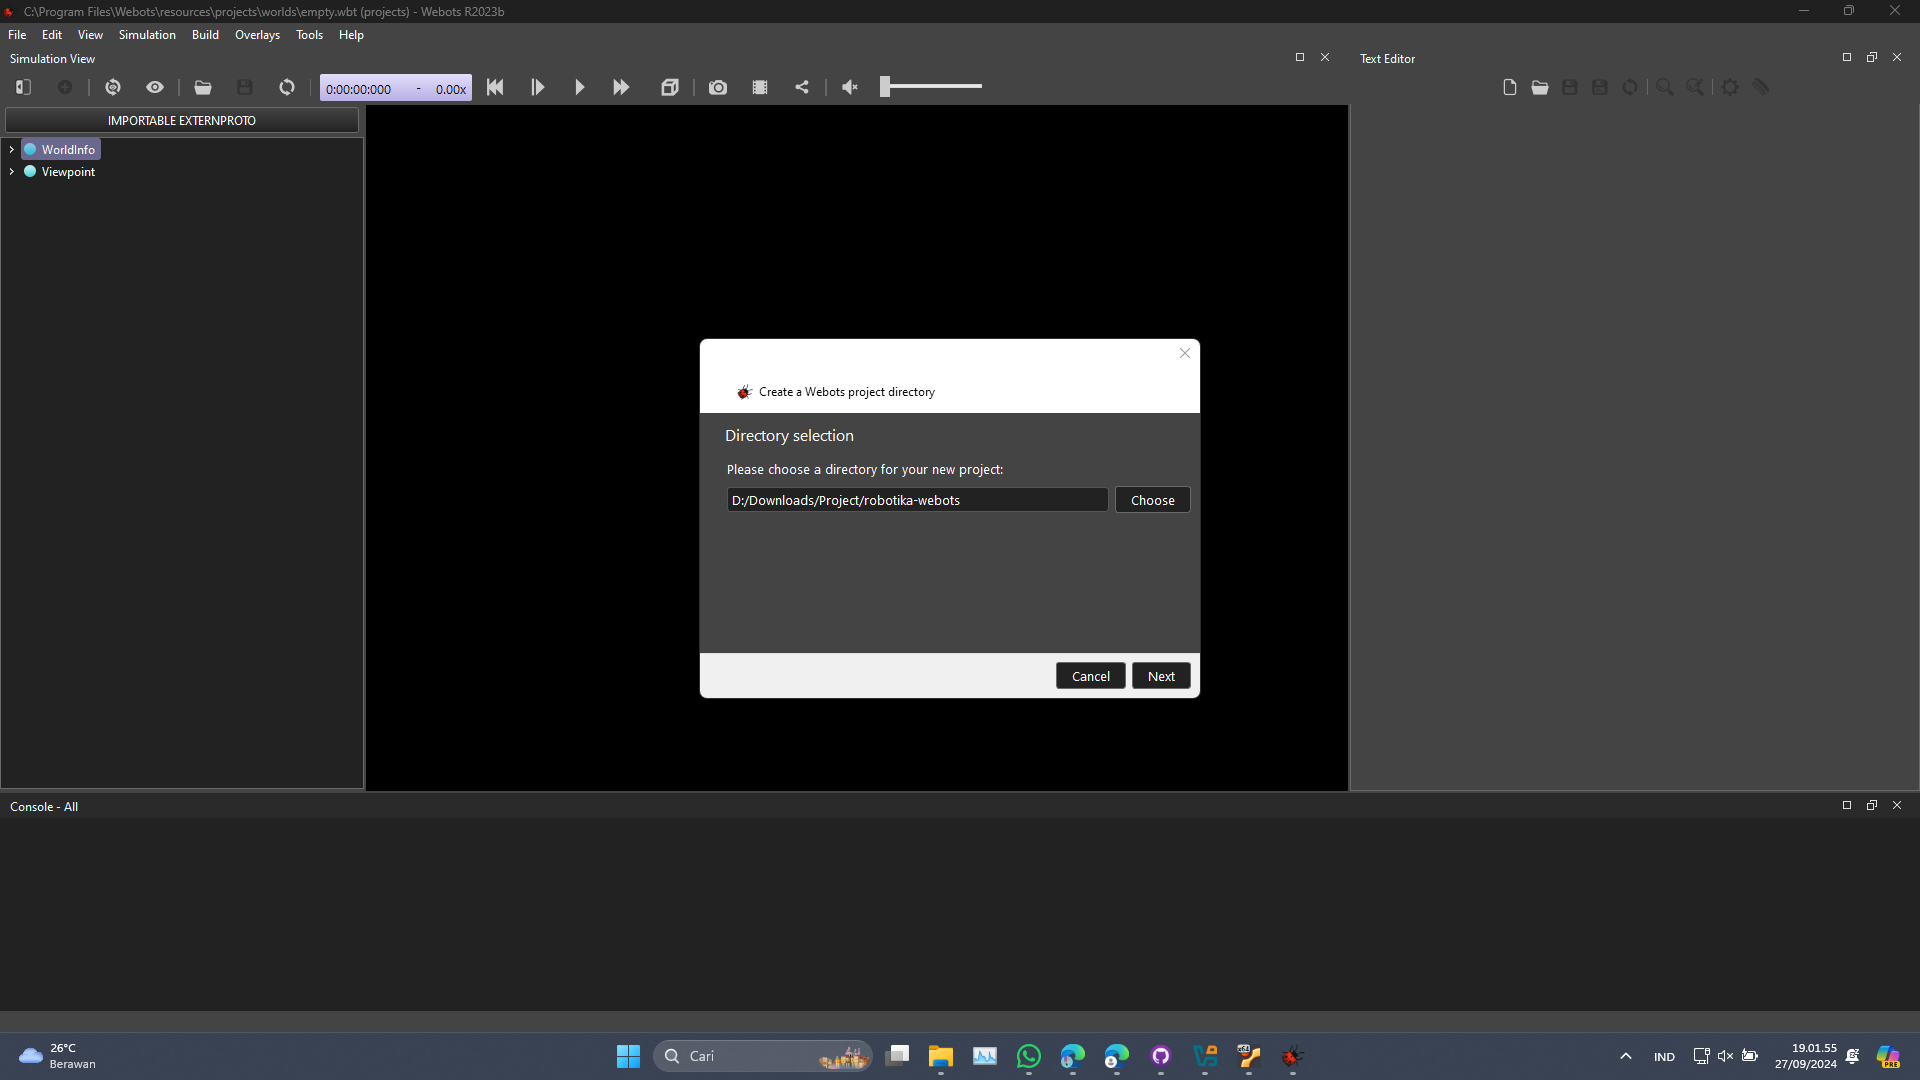 C:\Program Files\Webots\resources\projects\worlds\empty.wbt (projects) - Webots R2023b
File Edit View Simulation Build Overlays Tools Help
Simulation View
Text Editor
0:00:00:000 - 0.00x
IMPORTABLE EXTERNPROTO
WorldInfo
Viewpoint
Create a Webots project directory
Directory selection
Please choose a directory for your new project:
D:/Downloads/Project/robotika-webots
Choose
Cancel
Next
Console - All
26°C
Berawan
Cari
IND
19.01.55
27/09/2024
PRE